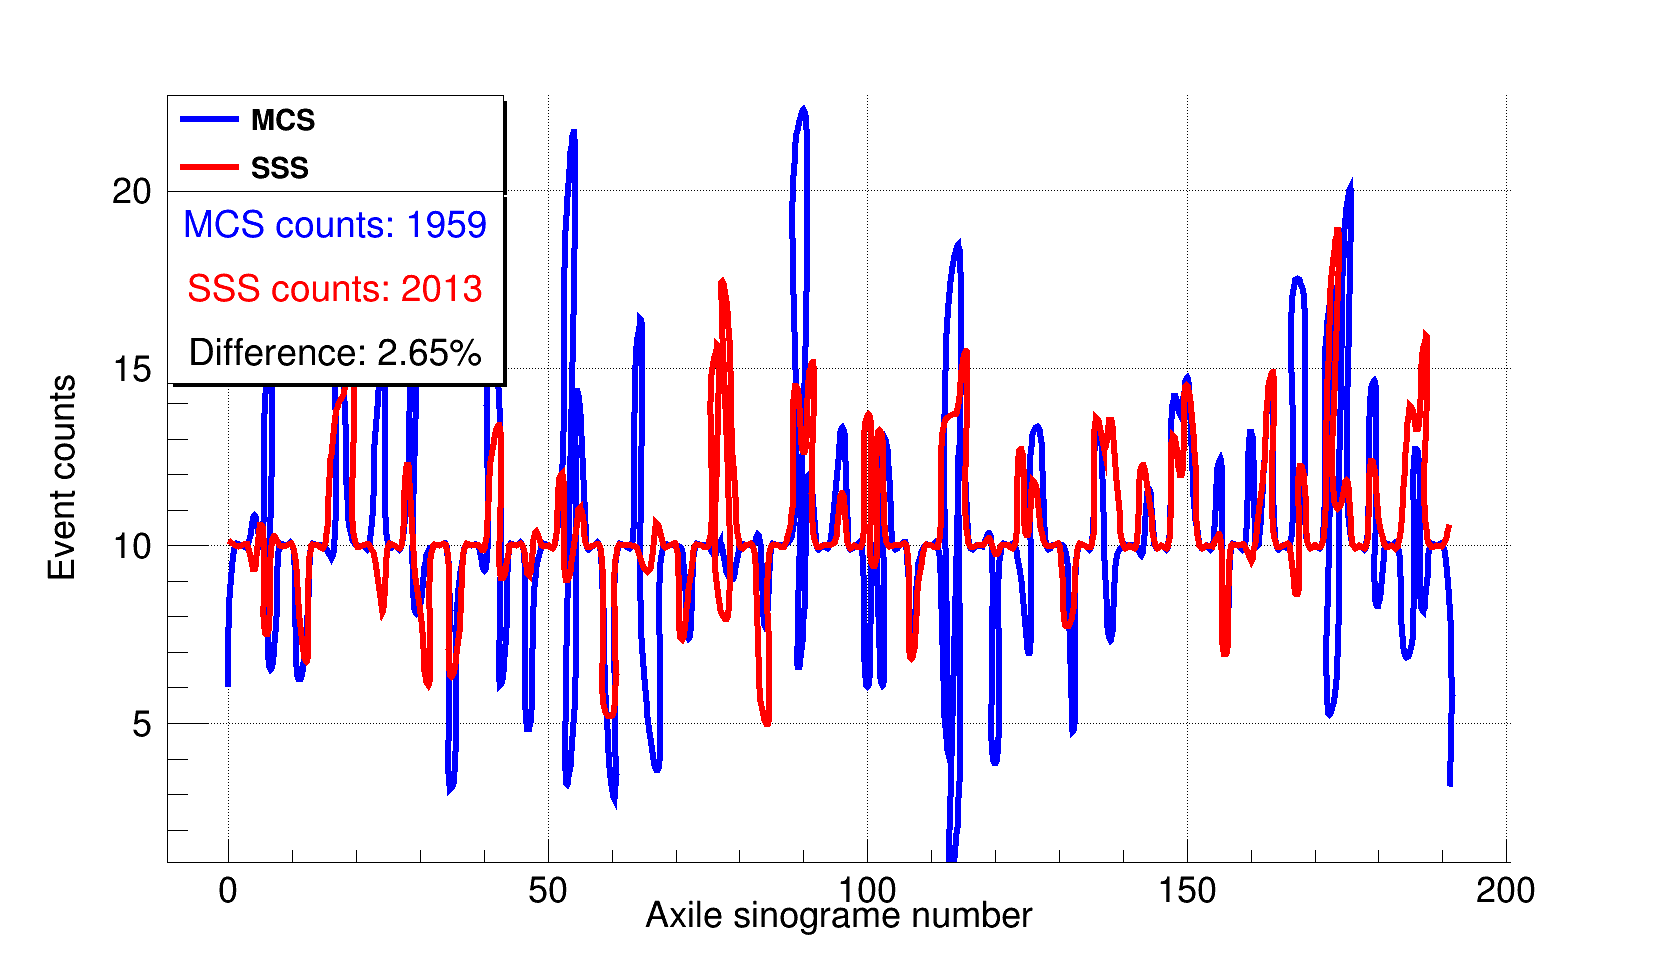 MCS
SSS
MCS counts: 1959
SSS counts: 2013
Difference: 2.65%
Event counts
20
15
10
5
0 50 100 150 200
Axile sinograme number